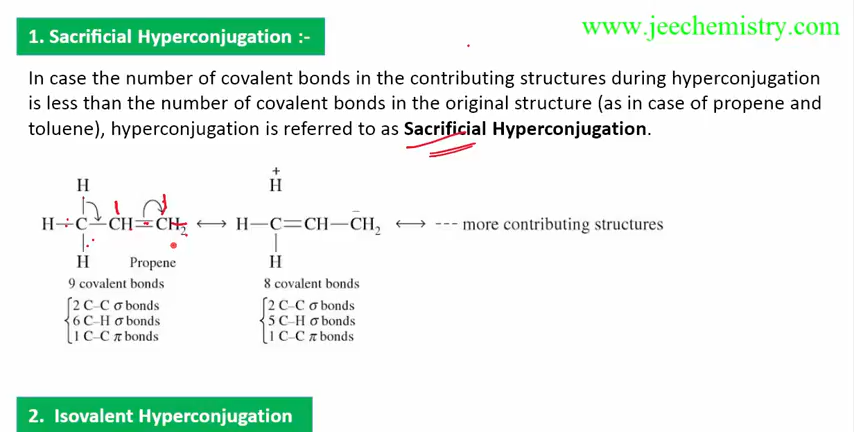 www.jeechemistry.com
1. Sacrificial Hyperconjugation :-
In case the number of covalent bonds in the contributing structures during hyperconjugation
is less than the number of covalent bonds in the original structure (as in case of propene and
toluene), hyperconjugation is referred to as Sacrificial Hyperconjugation.
+
H H
H—C—CH=CH₂ ⟷ H—C=CH—C̄H₂ ⟷ --- more contributing structures
H Propene H
9 covalent bonds 8 covalent bonds
2 C–C σ bonds 2 C–C σ bonds
6 C–H σ bonds 5 C–H σ bonds
1 C–C π bonds 1 C–C π bonds
2. Isovalent Hyperconjugation